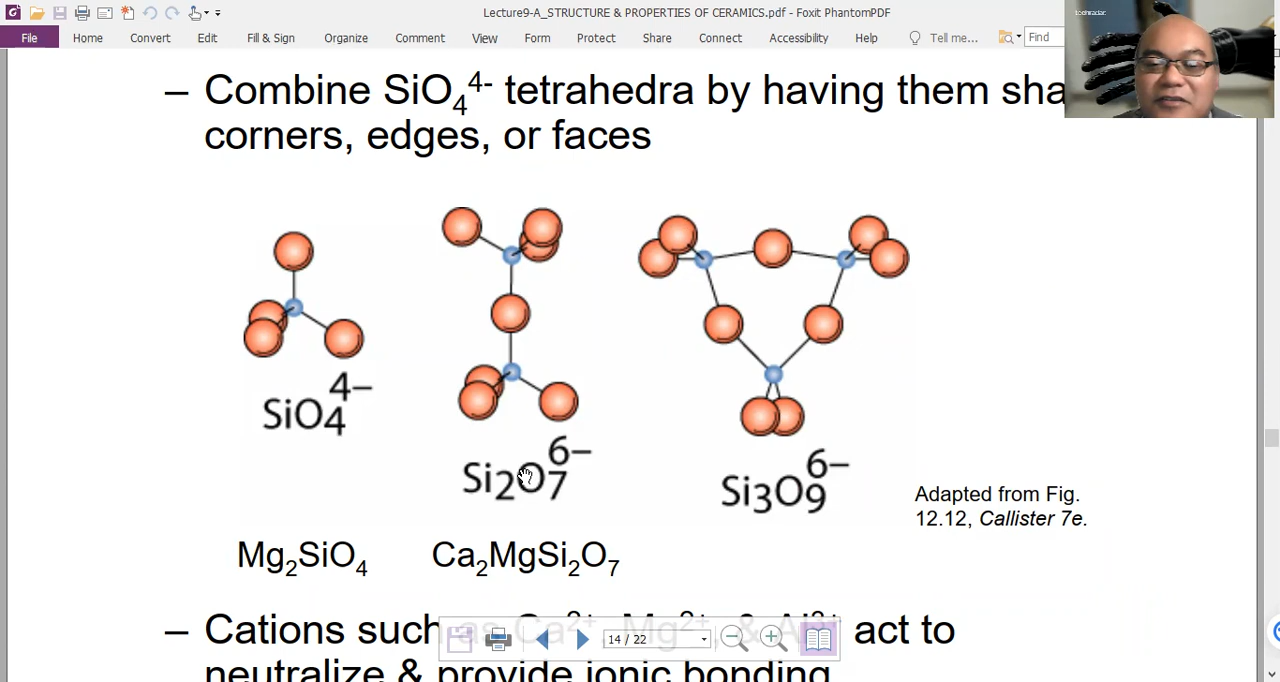 Lecture9-A_STRUCTURE & PROPERTIES OF CERAMICS.pdf - Foxit PhantomPDF
File Home Convert Edit Fill & Sign Organize Comment View Form Protect Share Connect Accessibility Help Tell me... Find
– Combine SiO₄⁴⁻ tetrahedra by having them
corners, edges, or faces
SiO₄⁴⁻
Si₂O₇⁶⁻
Si₃O₉⁶⁻
Adapted from Fig.
12.12, Callister 7e.
Mg₂SiO₄ Ca₂MgSi₂O₇
– Cations such as Ca²⁺, Mg²⁺, & act to
14 / 22
neutralize & provide ionic bonding